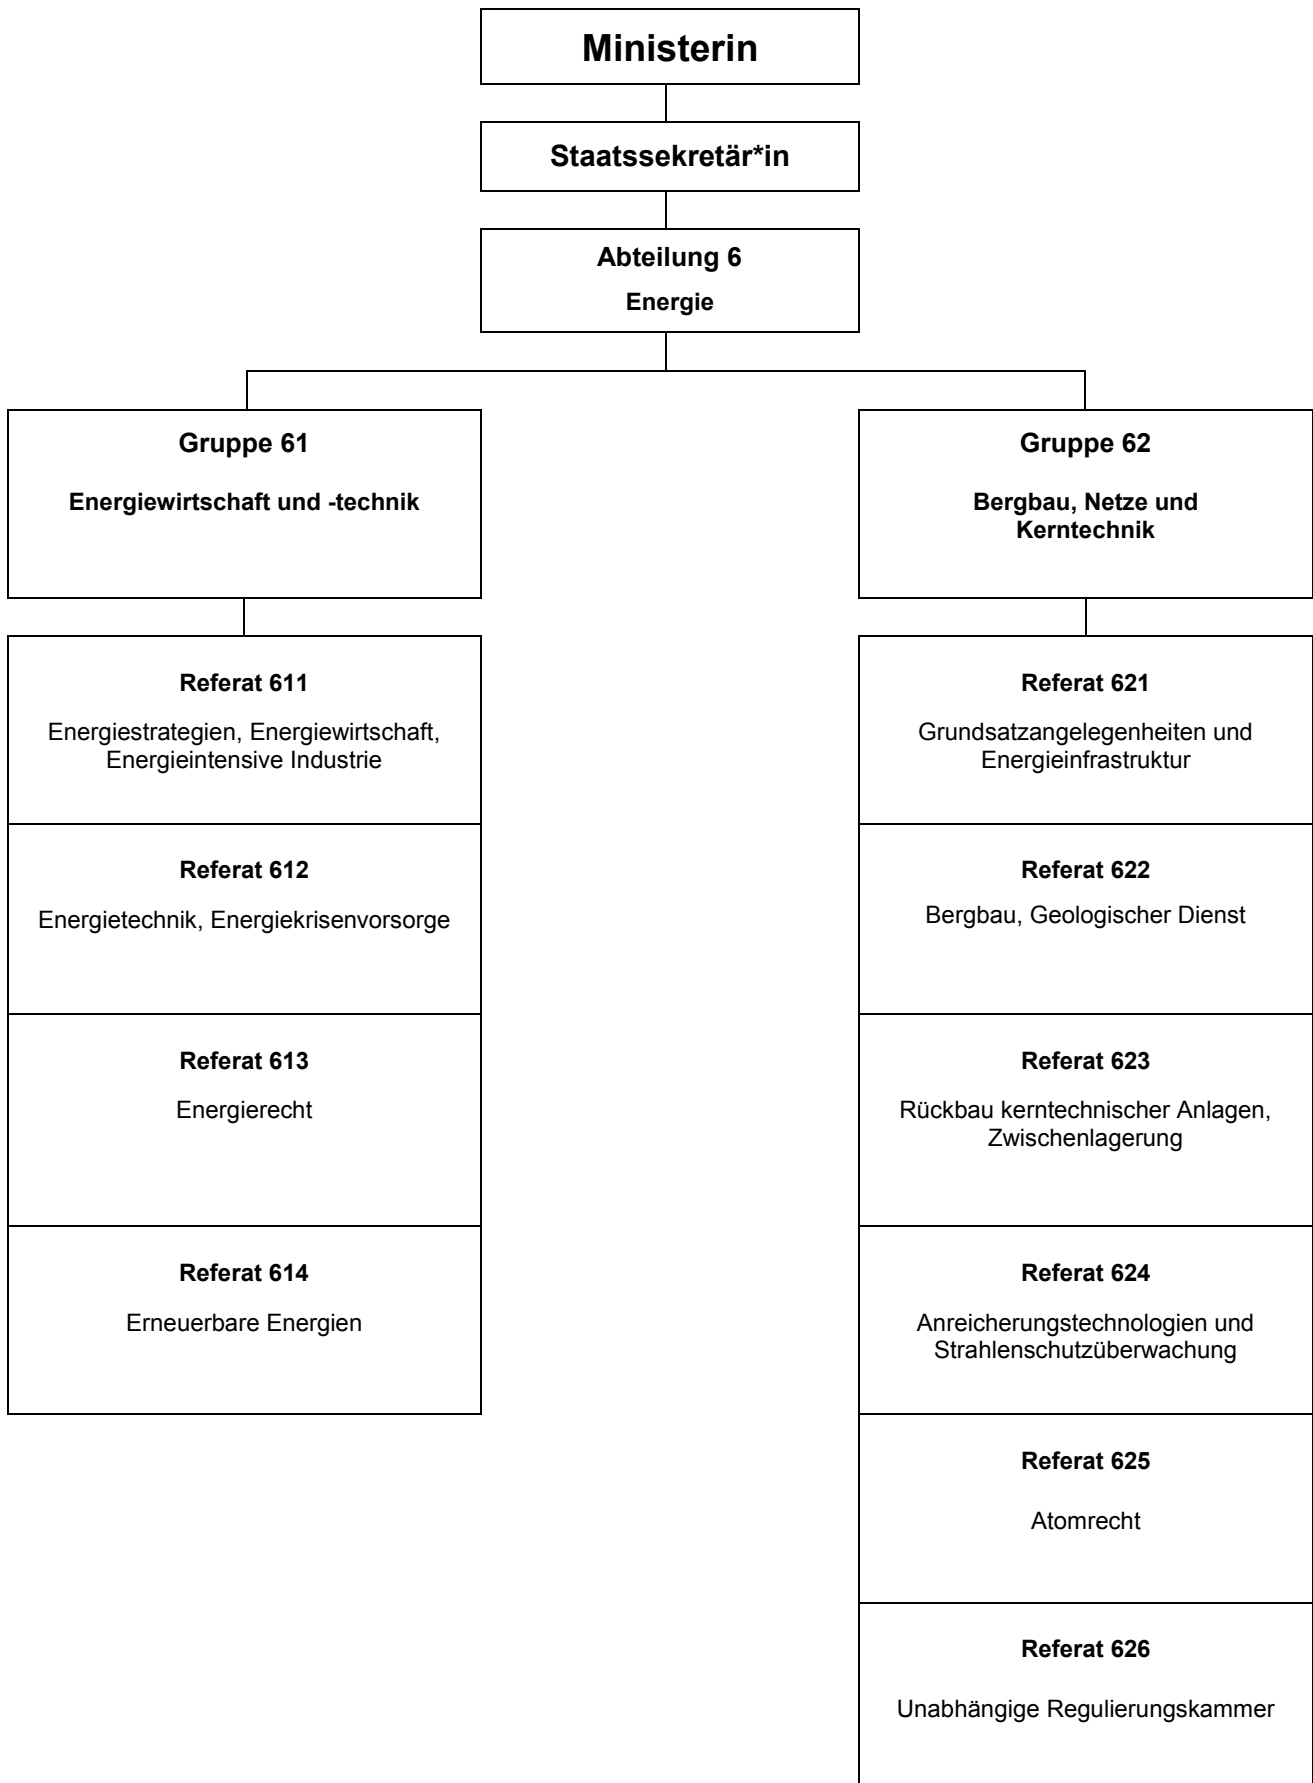 Ministerin
Staatssekretär*in
Abteilung 6
Energie
Gruppe 61
Energiewirtschaft und -technik
Gruppe 62
Bergbau, Netze und
Kerntechnik
Referat 611
Energiestrategien, Energiewirtschaft,
Energieintensive Industrie
Referat 612
Energietechnik, Energiekrisenvorsorge
Referat 613
Energierecht
Referat 614
Erneuerbare Energien
Referat 621
Grundsatzangelegenheiten und
Energieinfrastruktur
Referat 622
Bergbau, Geologischer Dienst
Referat 623
Rückbau kerntechnischer Anlagen,
Zwischenlagerung
Referat 624
Anreicherungstechnologien und
Strahlenschutzüberwachung
Referat 625
Atomrecht
Referat 626
Unabhängige Regulierungskammer